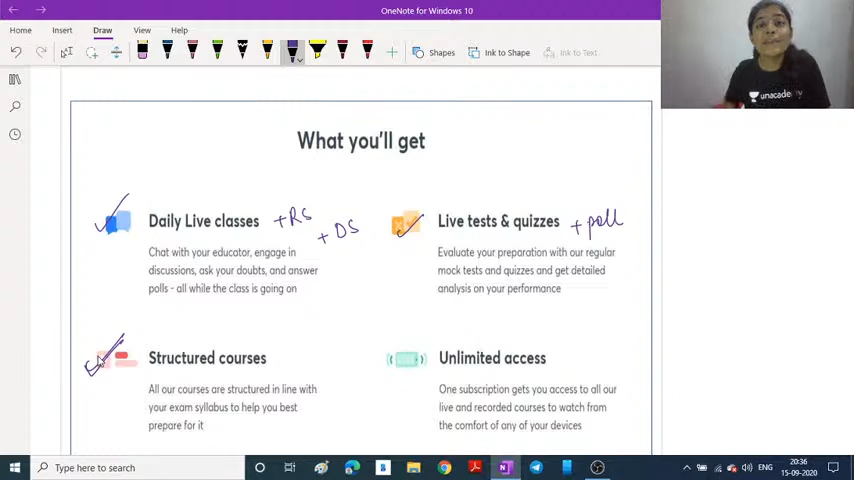 OneNote for Windows 10
Home Insert Draw View Help
Shapes Ink to Shape Ink to Text
unacademy
What you'll get
Daily Live classes +RS
+ DS
Chat with your educator, engage in
discussions, ask your doubts, and answer
polls - all while the class is going on
Live tests & quizzes + poll
Evaluate your preparation with our regular
mock tests and quizzes and get detailed
analysis on your performance
Structured courses
All our courses are structured in line with
your exam syllabus to help you best
prepare for it
Unlimited access
One subscription gets you access to all our
live and recorded courses to watch from
the comfort of any of your devices
Type here to search
ENG
20:36
15-09-2020